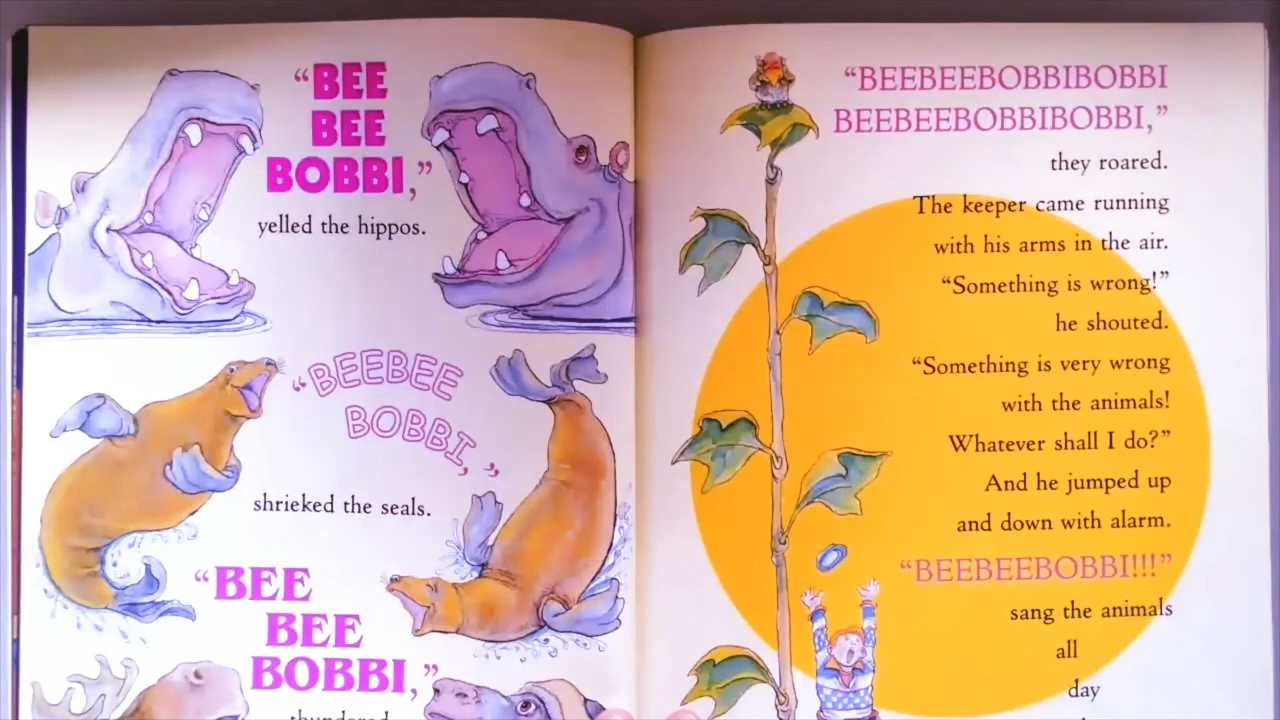 “BEE
BEE
BOBBI,”
yelled the hippos.
“BEEBEE
BOBBI,”
shrieked the seals.
“BEE
BEE
BOBBI,”
thundered
“BEEBEEBOBBIBOBBI
BEEBEEBOBBIBOBBI,”
they roared.
The keeper came running
with his arms in the air.
“Something is wrong!”
he shouted.
“Something is very wrong
with the animals!
Whatever shall I do?”
And he jumped up
and down with alarm.
“BEEBEEBOBBI!!!”
sang the animals
all
day